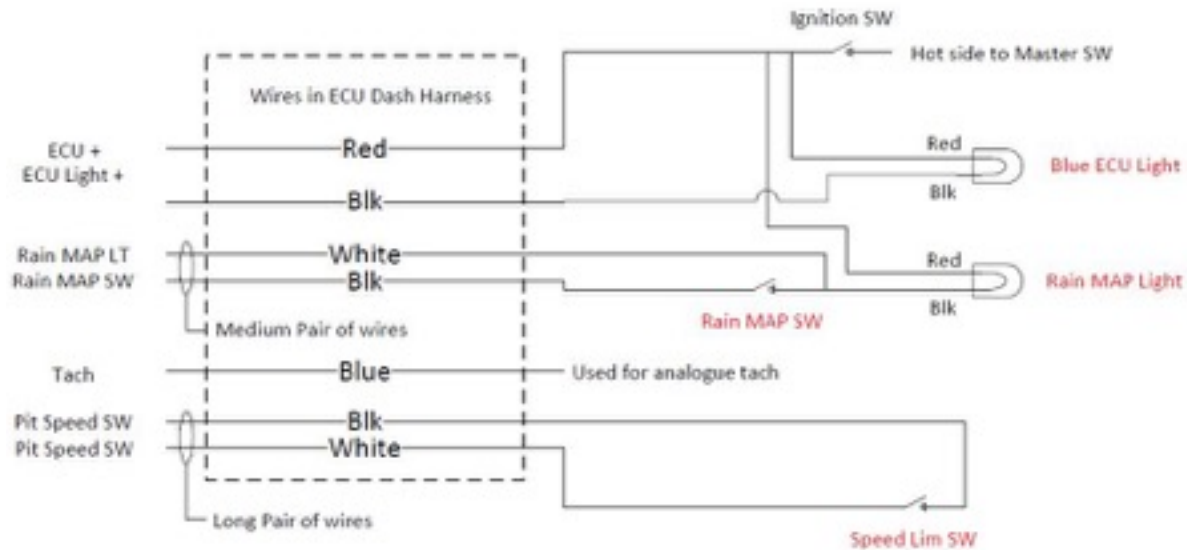 Ignition SW
Hot side to Master SW
Wires in ECU Dash Harness
ECU +
ECU Light +
Red
Red
Blue ECU Light
Blk
Blk
Rain MAP LT
White
Rain MAP SW
Blk
Red
Rain MAP Light
Blk
Rain MAP SW
Medium Pair of wires
Tach
Blue
Used for analogue tach
Pit Speed SW
Blk
Pit Speed SW
White
Long Pair of wires
Speed Lim SW